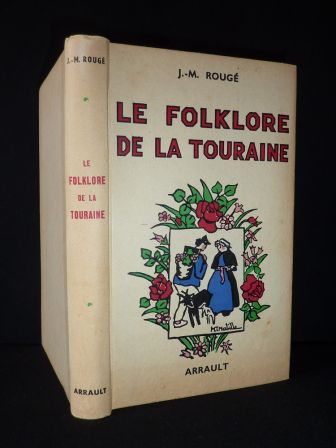 J.-M. ROUGÉ
LE
FOLKLORE
DE LA
TOURAINE
ARRAULT
J.-M. ROUGÉ
LE FOLKLORE
DE LA TOURAINE
ARRAULT